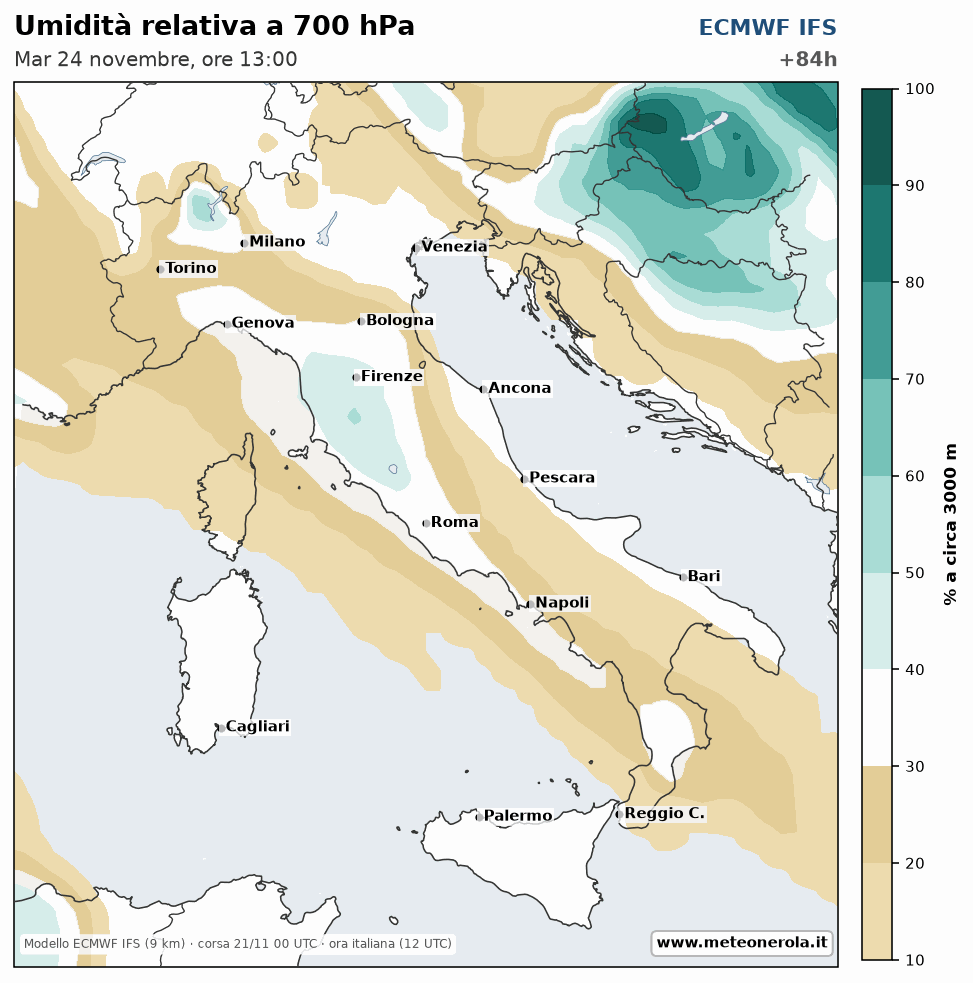 Umidità relativa a 700 hPa
ECMWF IFS
Mar 24 novembre, ore 13:00
+84h
100
90
80
70
60
50
40
30
20
10
% a circa 3000 m
Milano
Venezia
Torino
Genova
Bologna
Firenze
Ancona
Pescara
Roma
Bari
Napoli
Cagliari
Palermo
Reggio C.
Modello ECMWF IFS (9 km) · corsa 21/11 00 UTC · ora italiana (12 UTC)
www.meteonerola.it